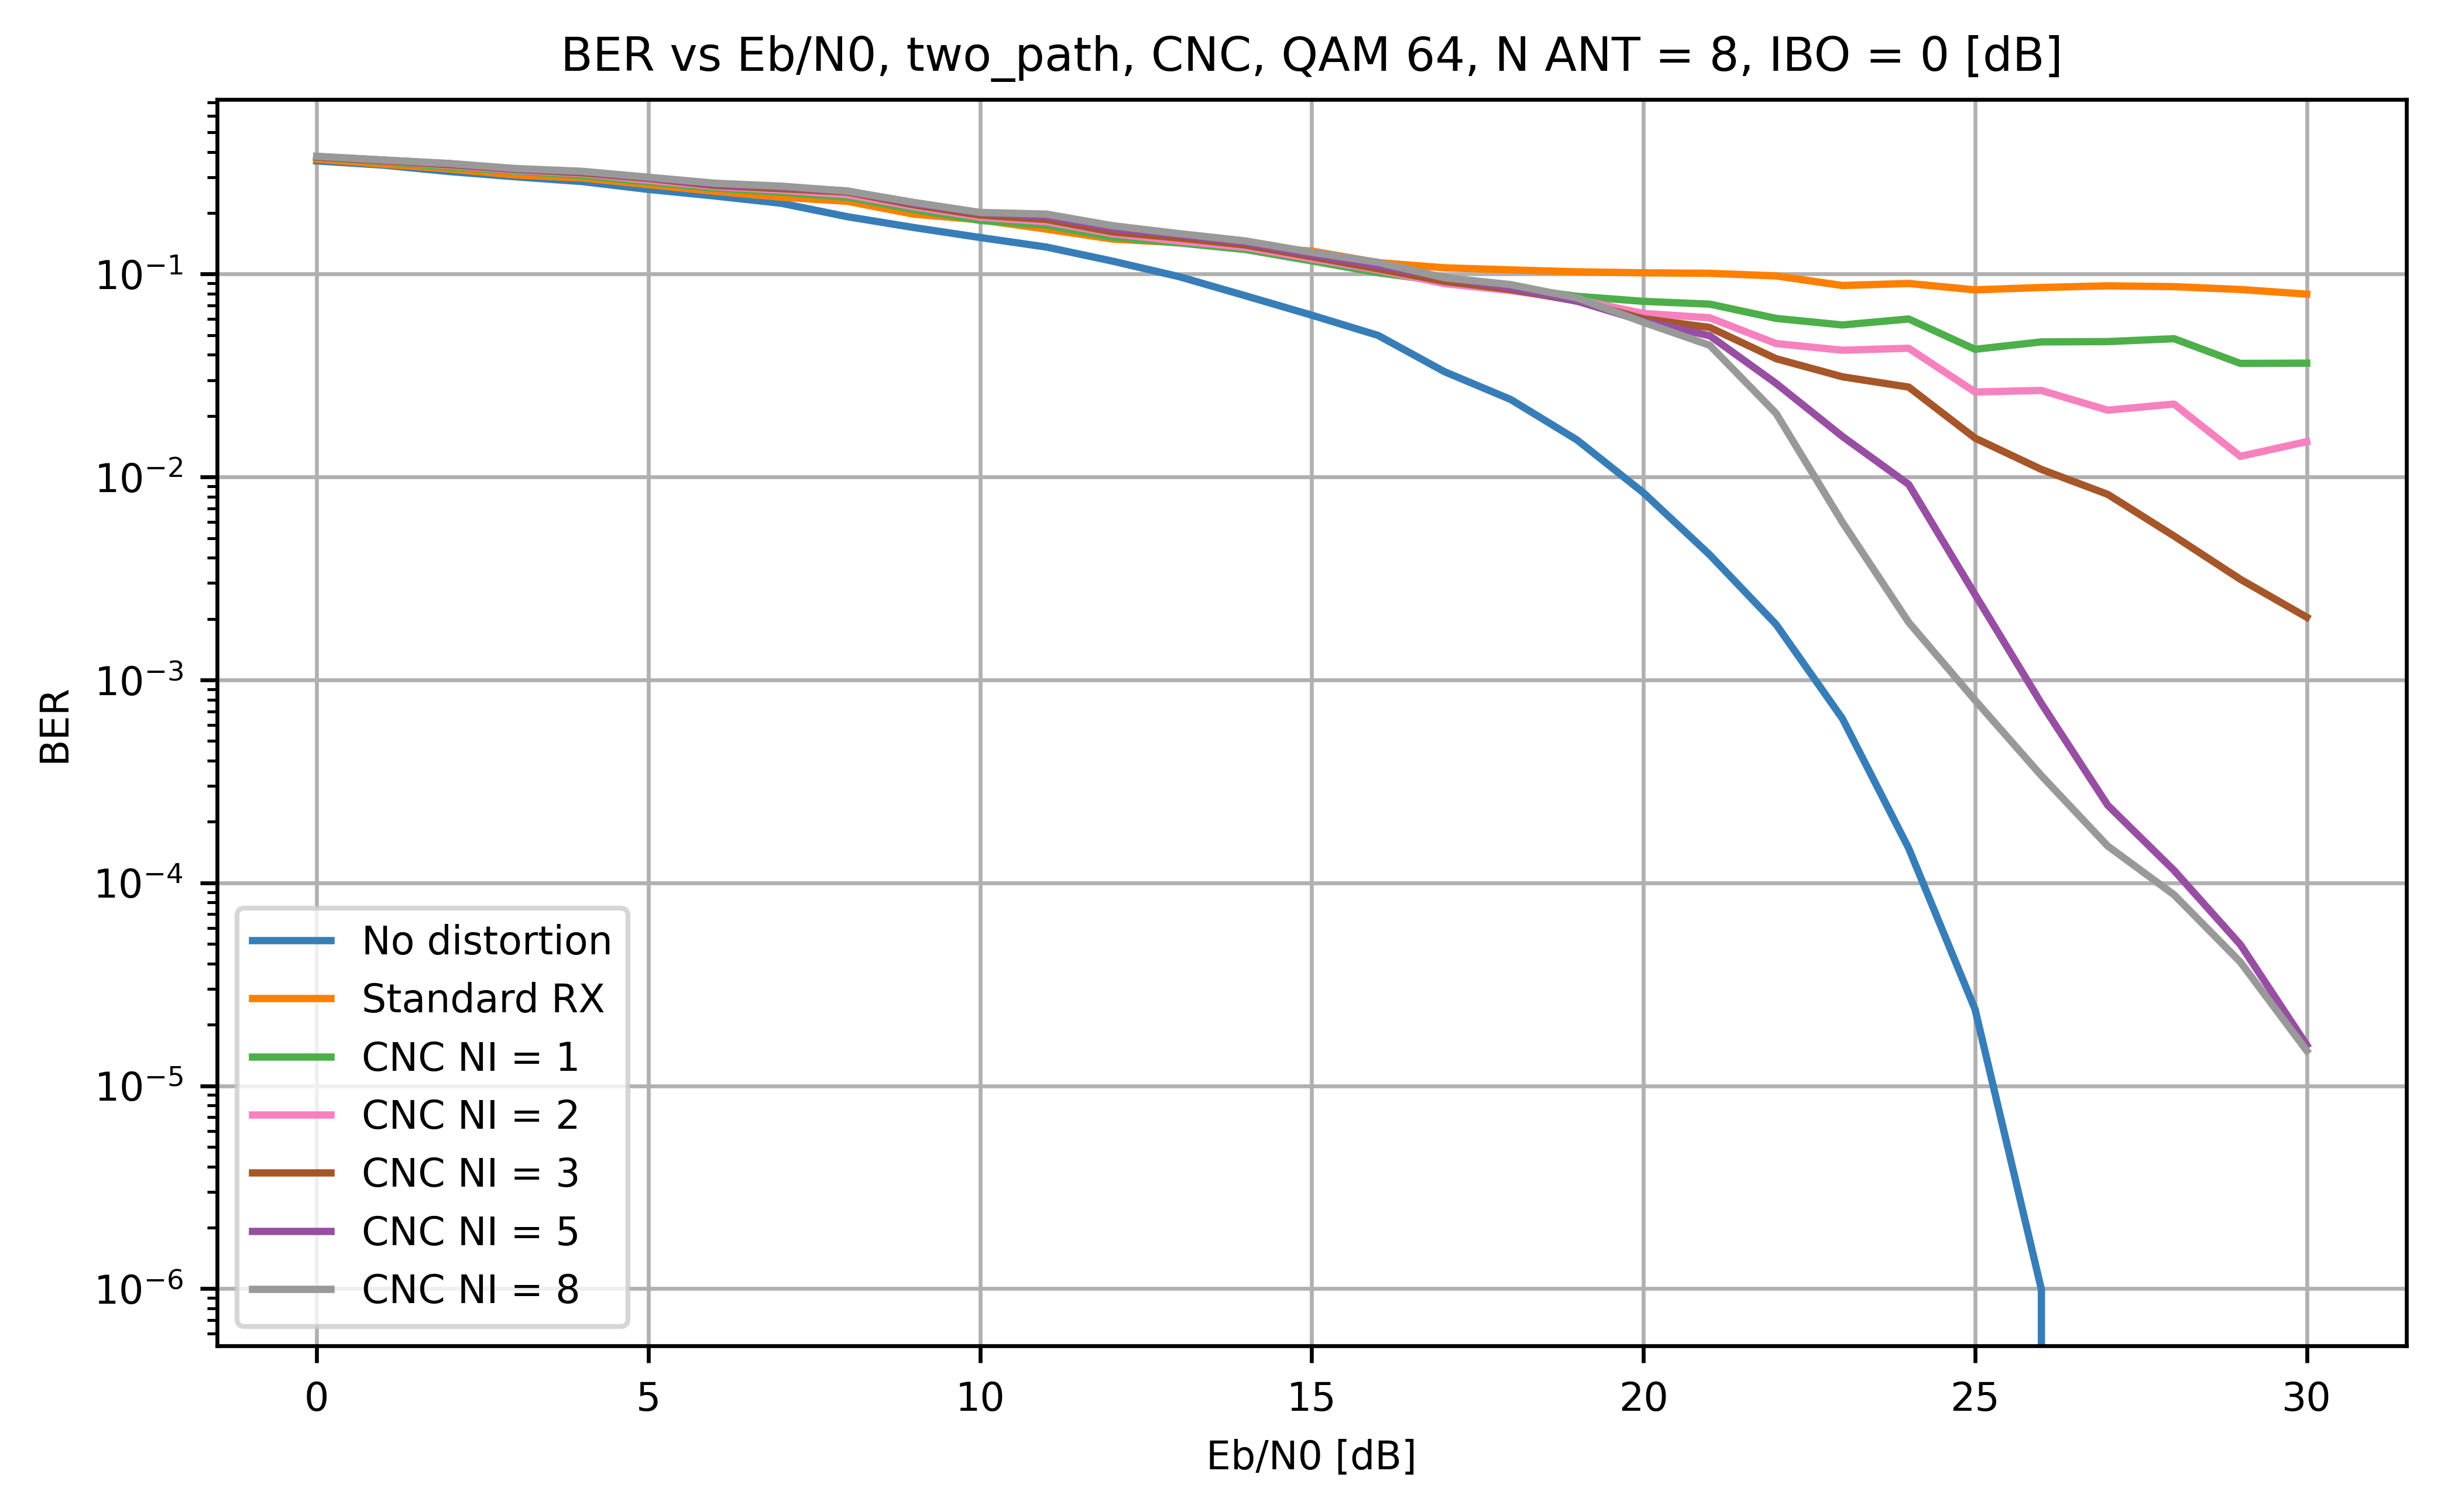 BER vs Eb/N0, two_path, CNC, QAM 64, N ANT = 8, IBO = 0 [dB]
BER
10⁻¹
10⁻²
10⁻³
10⁻⁴
10⁻⁵
10⁻⁶
No distortion
Standard RX
CNC NI = 1
CNC NI = 2
CNC NI = 3
CNC NI = 5
CNC NI = 8
0 5 10 15 20 25 30
Eb/N0 [dB]